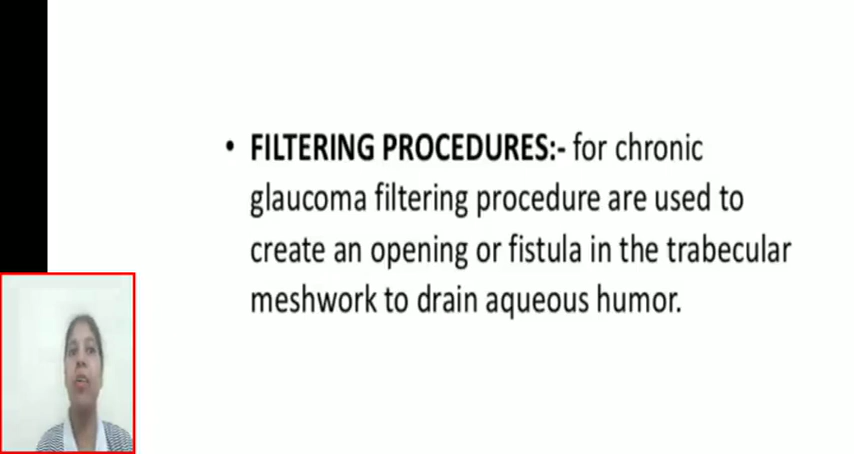 • FILTERING PROCEDURES:- for chronic
glaucoma filtering procedure are used to
create an opening or fistula in the trabecular
meshwork to drain aqueous humor.